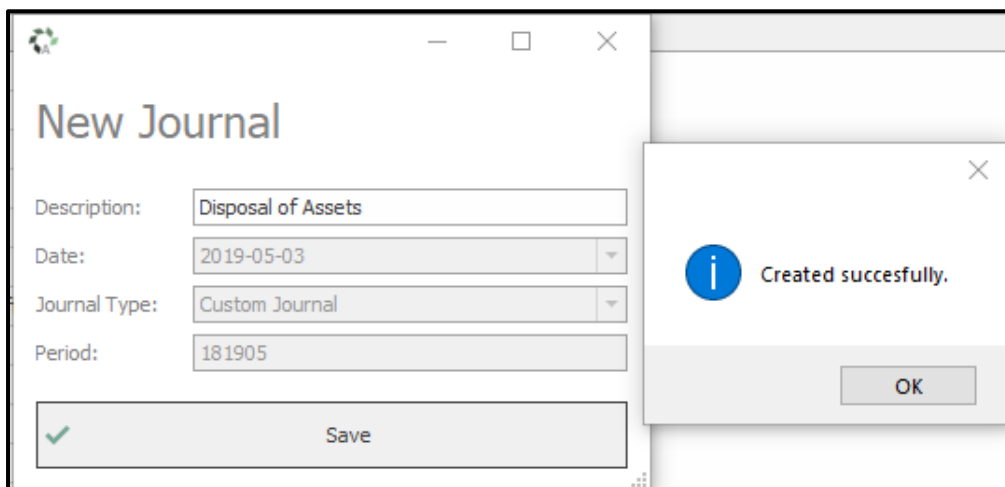 New Journal
Description: Disposal of Assets
Date: 2019-05-03
Journal Type: Custom Journal
Period: 181905
Save
Created succesfully.
OK